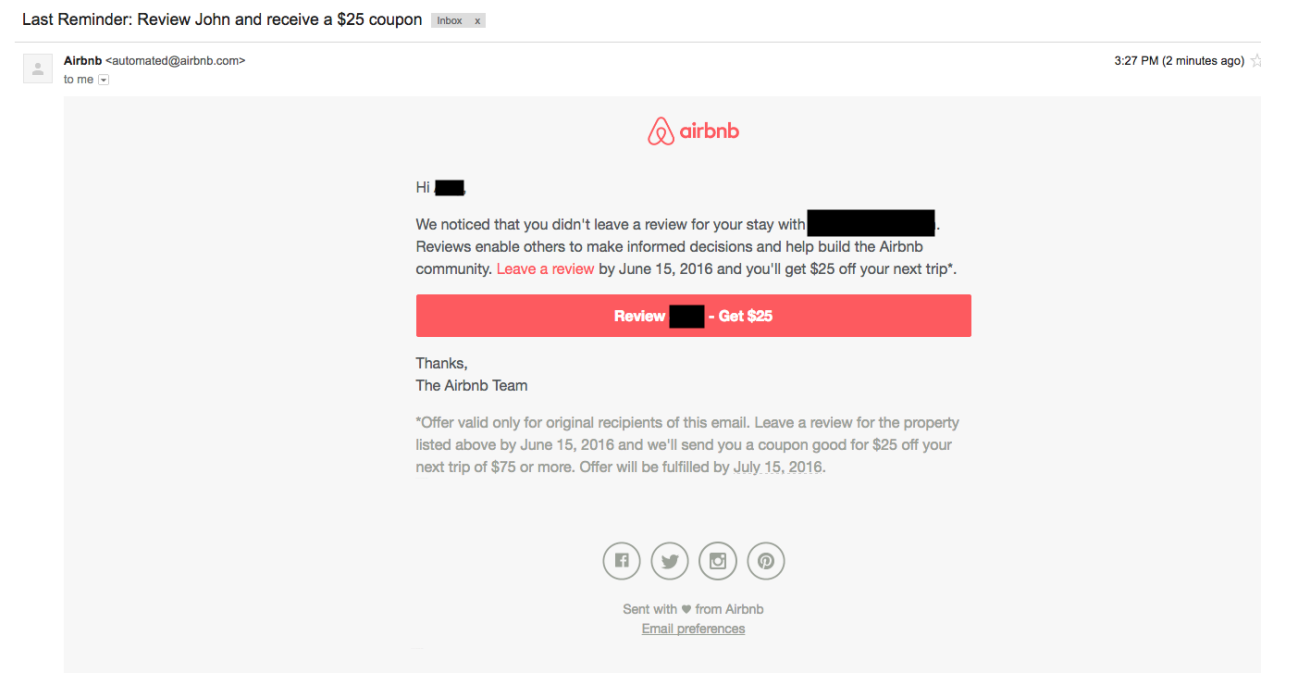 Last Reminder: Review John and receive a $25 coupon Inbox x
Airbnb <automated@airbnb.com> 3:27 PM (2 minutes ago)
to me
airbnb
Hi
We noticed that you didn't leave a review for your stay with .
Reviews enable others to make informed decisions and help build the Airbnb
community. Leave a review by June 15, 2016 and you'll get $25 off your next trip*.
Review - Get $25
Thanks,
The Airbnb Team
*Offer valid only for original recipients of this email. Leave a review for the property
listed above by June 15, 2016 and we'll send you a coupon good for $25 off your
next trip of $75 or more. Offer will be fulfilled by July 15, 2016.
Sent with ♥ from Airbnb
Email preferences